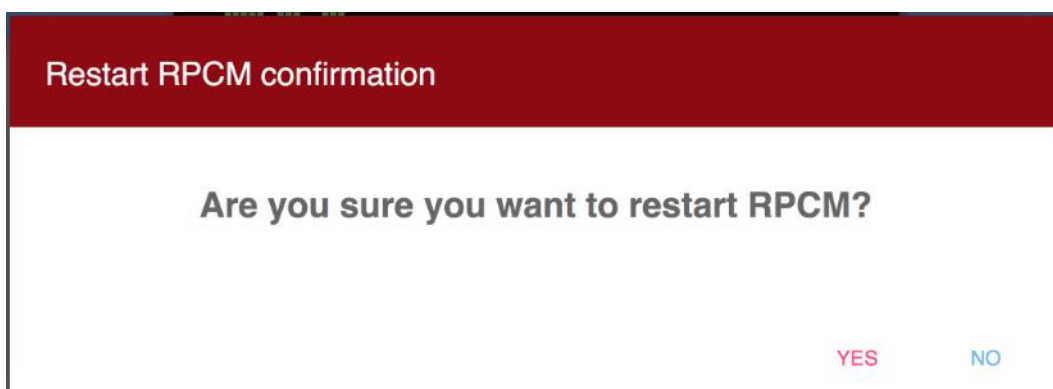 Restart RPCM confirmation
Are you sure you want to restart RPCM?
YES NO